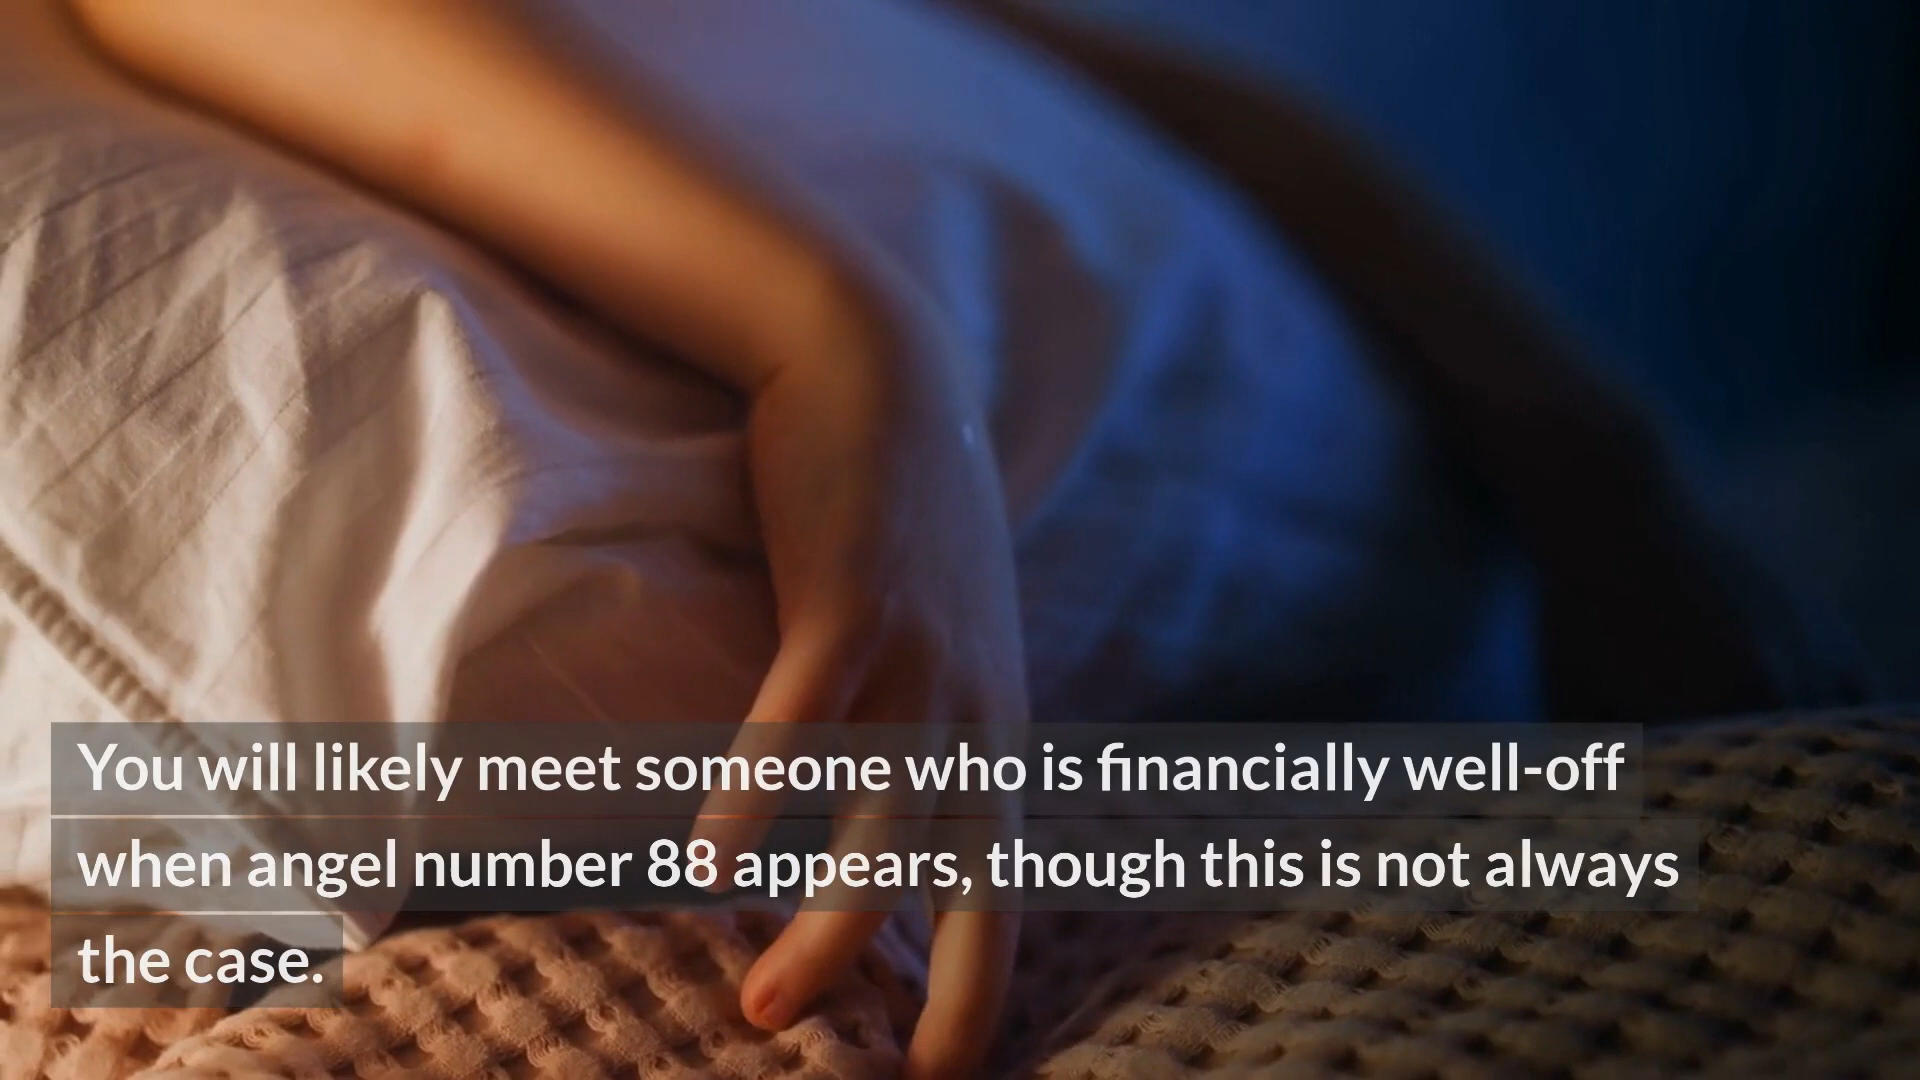 You will likely meet someone who is financially well-off
when angel number 88 appears, though this is not always
the case.